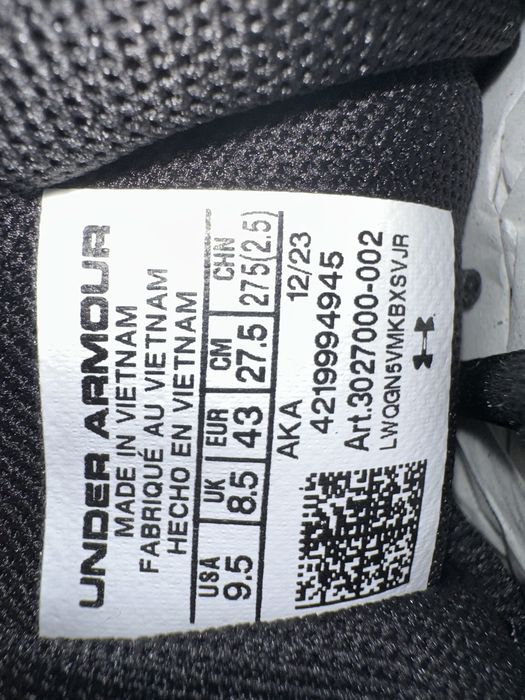 UNDER ARMOUR
MADE IN VIETNAM
FABRIQUÉ AU VIETNAM
HECHO EN VIETNAM
USA UK EUR CM CHN
9.5 8.5 43 27.5 275(2.5)
AKA 12/23
4219994945
Art.3027000-002
LWQGN5VMKBXSVJR